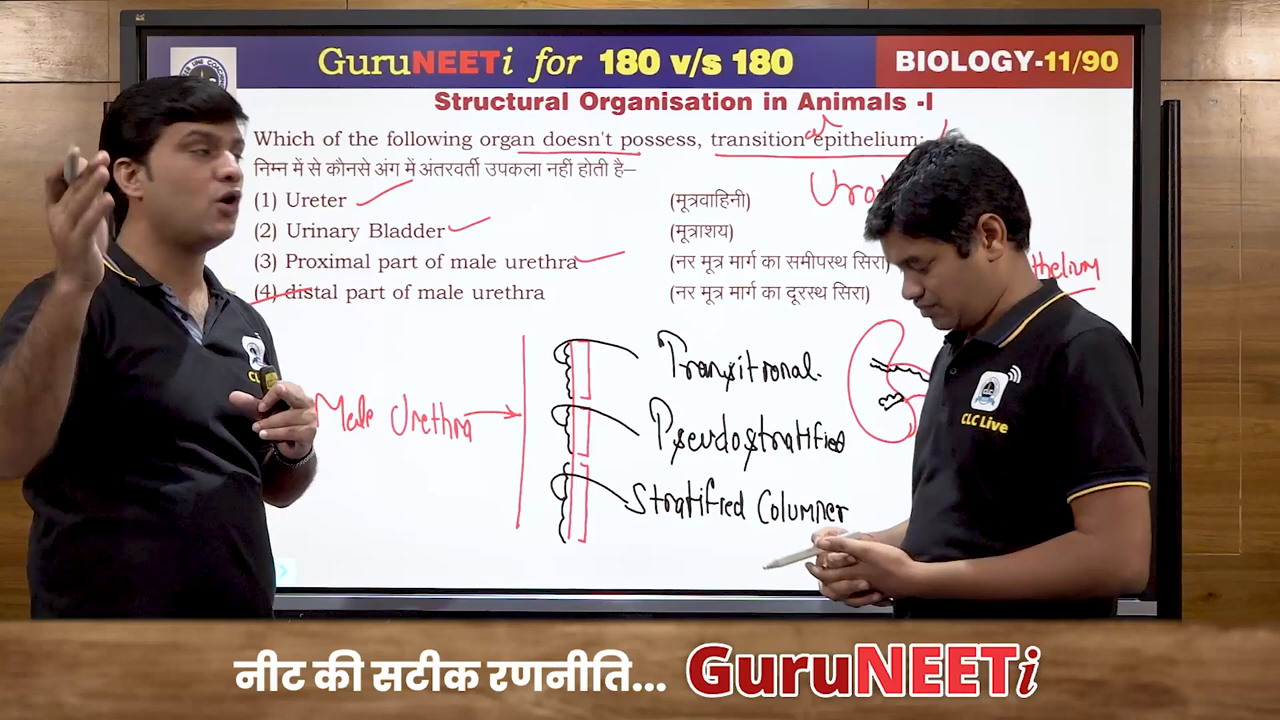 GuruNEETi for 180 v/s 180
BIOLOGY-11/90
Structural Organisation in Animals -I
Which of the following organ doesn't possess, transitional epithelium:
निम्न में से कौनसे अंग में अंतरवर्ती उपकला नहीं होती है–
(1) Ureter (मूत्रवाहिनी)
(2) Urinary Bladder (मूत्राशय)
(3) Proximal part of male urethra (नर मूत्र मार्ग का समीपस्थ सिरा)
(4) distal part of male urethra (नर मूत्र मार्ग का दूरस्थ सिरा)
Male Urethra
Transitional.
Pseudostratified
Stratified Columner
CLC Live
नीट की सटीक रणनीति... GuruNEETi